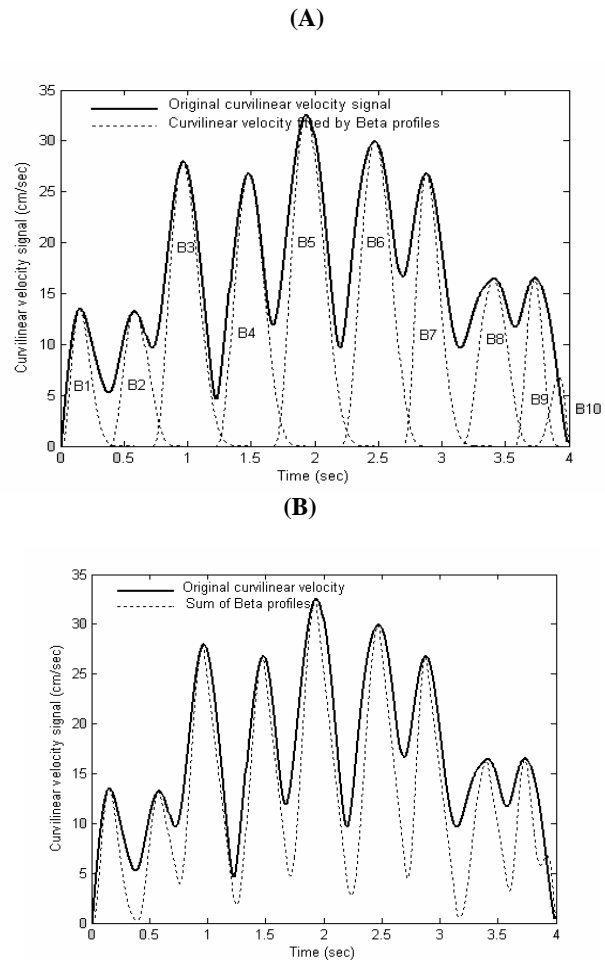 (A)
35
Original curvilinear velocity signal
Curvilinear velocity fitted by Beta profiles
30
25
20
15
10
5
0
Curvilinear velocity signal (cm/sec)
B1
B2
B3
B4
B5
B6
B7
B8
B9
B10
0 0.5 1 1.5 2 2.5 3 3.5 4
Time (sec)
(B)
35
Original curvilinear velocity
Sum of Beta profiles
30
25
20
15
10
5
0
Curvilinear velocity signal (cm/sec)
0 0.5 1 1.5 2 2.5 3 3.5 4
Time (sec)